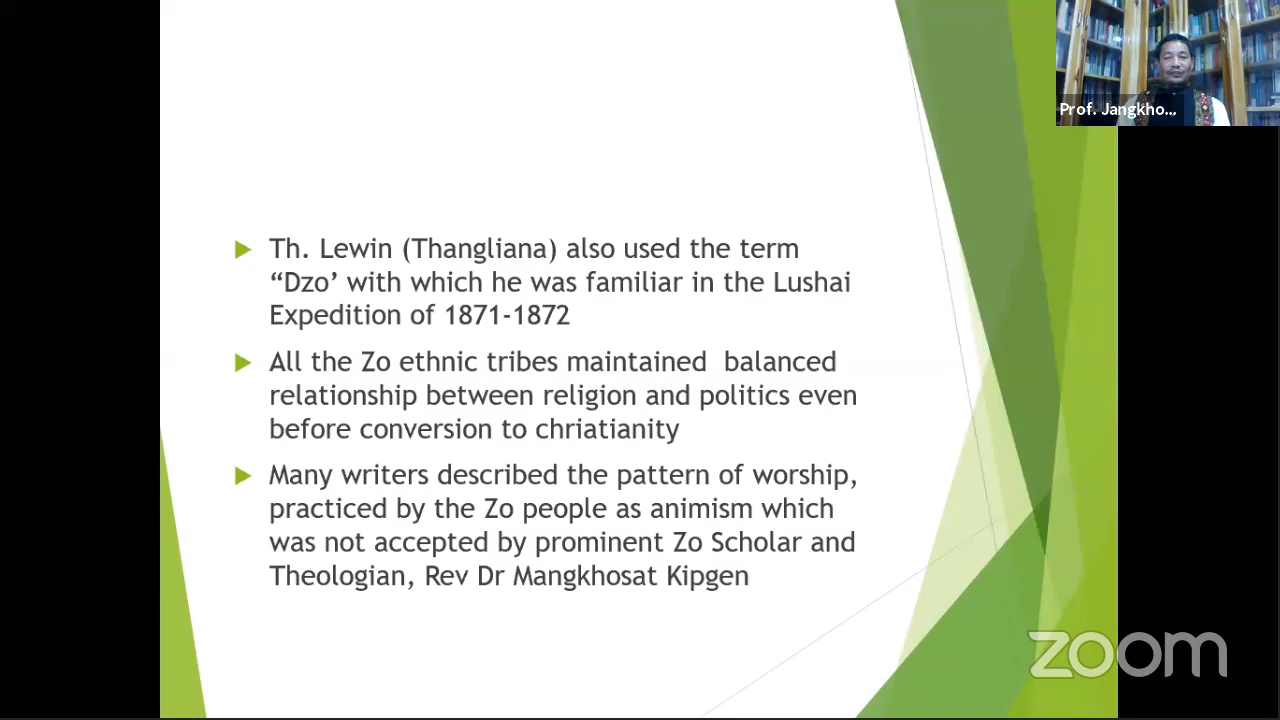 Prof. Jangkho...
Th. Lewin (Thangliana) also used the term
“Dzo’ with which he was familiar in the Lushai
Expedition of 1871-1872
All the Zo ethnic tribes maintained  balanced
relationship between religion and politics even
before conversion to chriatianity
Many writers described the pattern of worship,
practiced by the Zo people as animism which
was not accepted by prominent Zo Scholar and
Theologian, Rev Dr Mangkhosat Kipgen
zoom